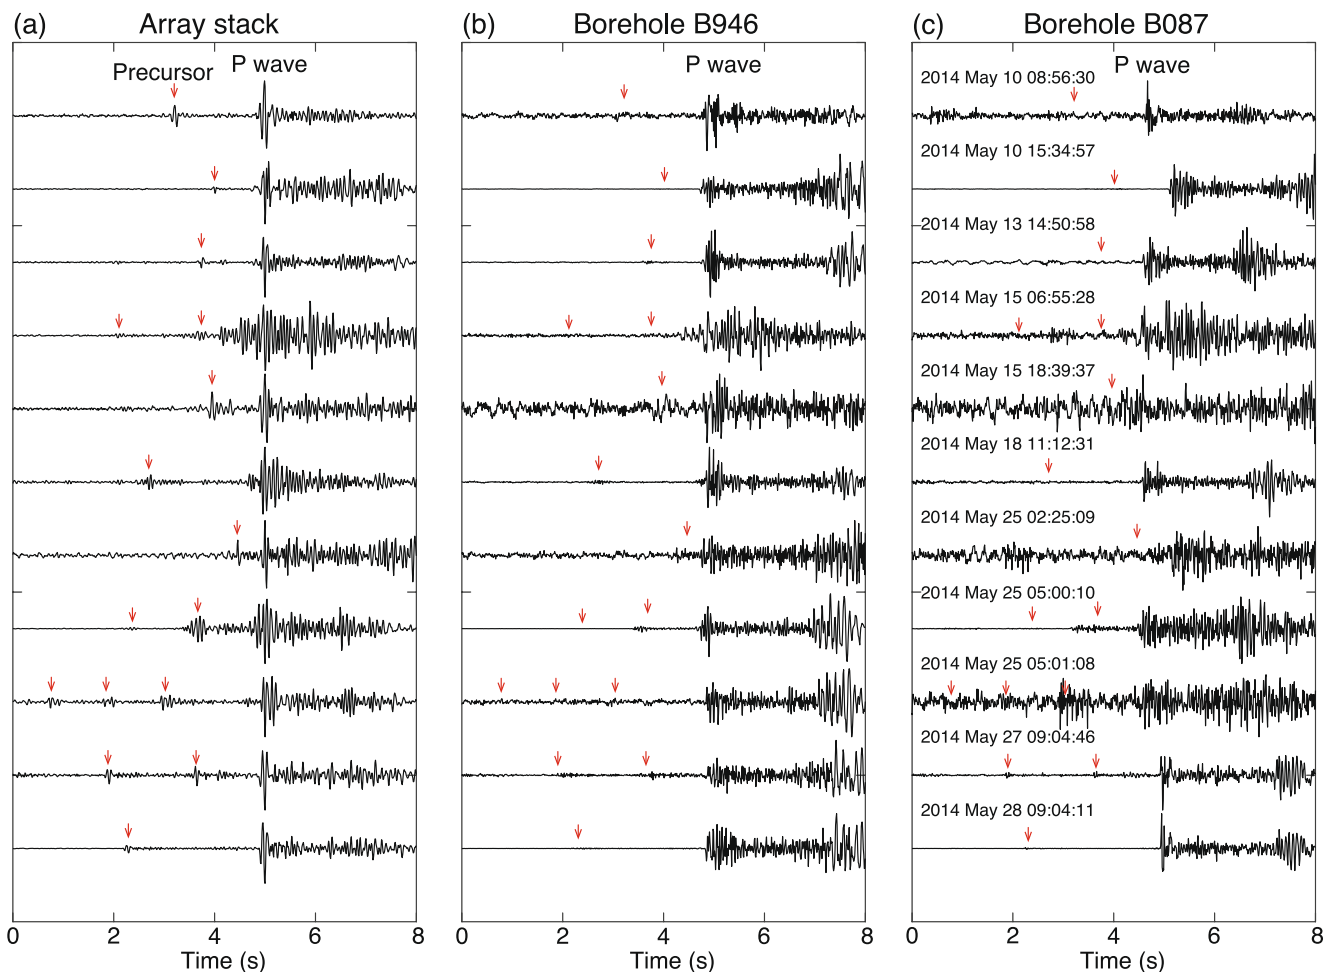 (a) Array stack
(b) Borehole B946
(c) Borehole B087
Precursor
P wave
P wave
P wave
2014 May 10 08:56:30
2014 May 10 15:34:57
2014 May 13 14:50:58
2014 May 15 06:55:28
2014 May 15 18:39:37
2014 May 18 11:12:31
2014 May 25 02:25:09
2014 May 25 05:00:10
2014 May 25 05:01:08
2014 May 27 09:04:46
2014 May 28 09:04:11
0 2 4 6 8
0 2 4 6 8
0 2 4 6 8
Time (s)
Time (s)
Time (s)